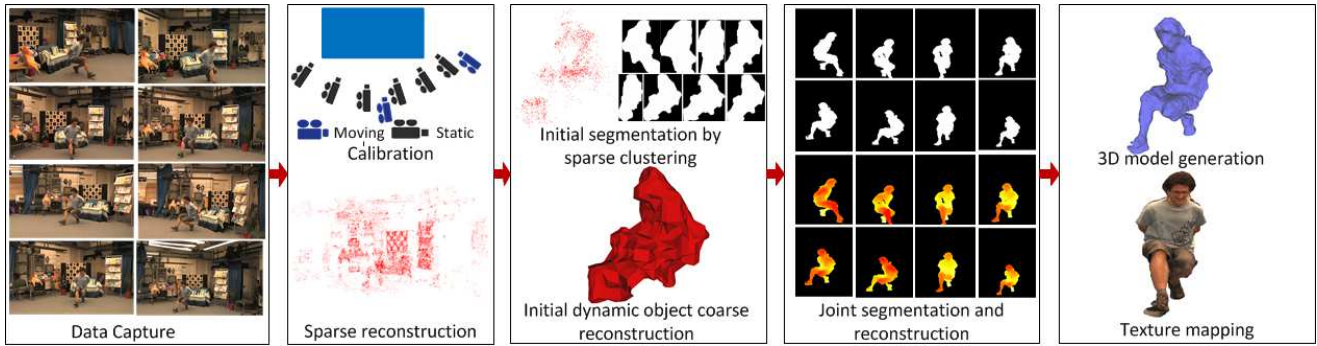 Data Capture
Moving
Static
Calibration
Sparse reconstruction
Initial segmentation by
sparse clustering
Initial dynamic object coarse
reconstruction
Joint segmentation and
reconstruction
3D model generation
Texture mapping